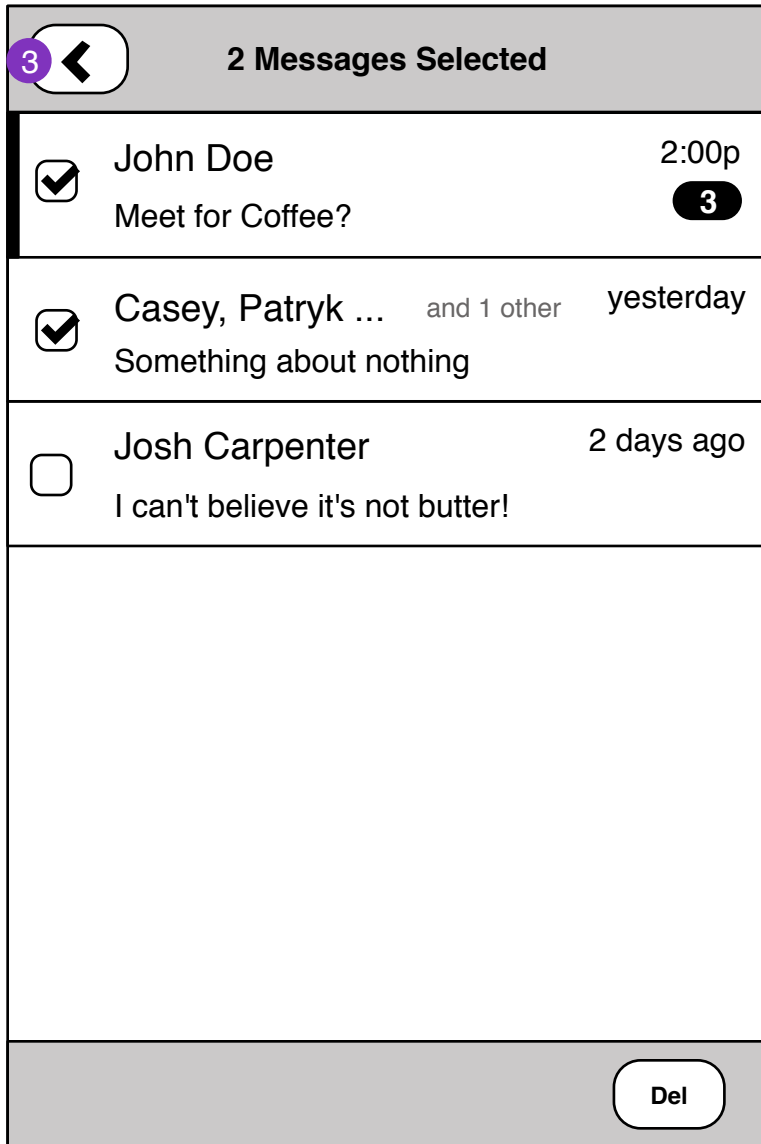 3
2 Messages Selected
John Doe 2:00p
Meet for Coffee? 3
Casey, Patryk ... and 1 other yesterday
Something about nothing
Josh Carpenter 2 days ago
I can't believe it's not butter!
Del